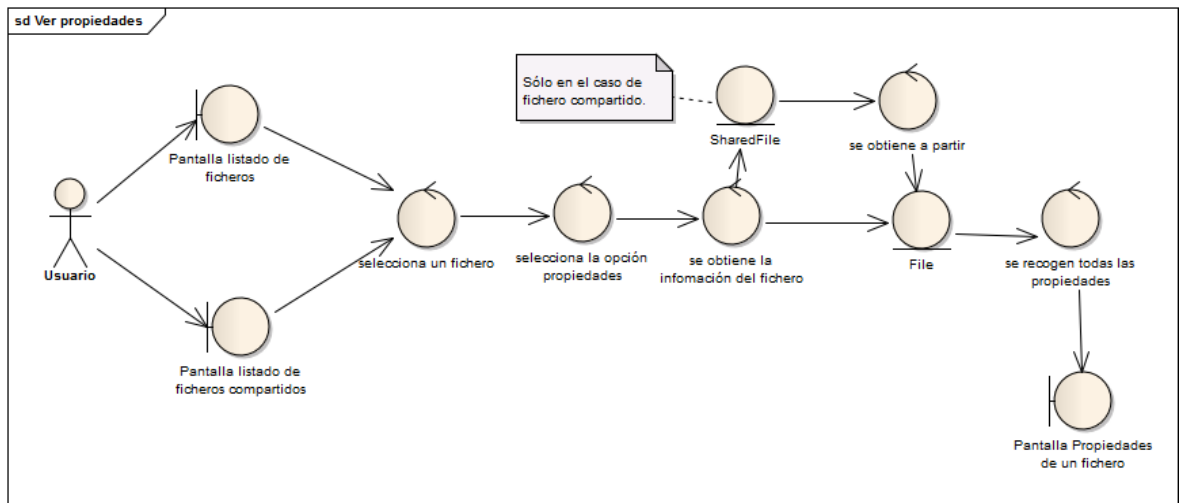 sd Ver propiedades
Sólo en el caso de
fichero compartido.
SharedFile
se obtiene a partir
Pantalla listado de
ficheros
Usuario
selecciona un fichero
selecciona la opción
propiedades
se obtiene la
infomación del fichero
File
se recogen todas las
propiedades
Pantalla listado de
ficheros compartidos
Pantalla Propiedades
de un fichero